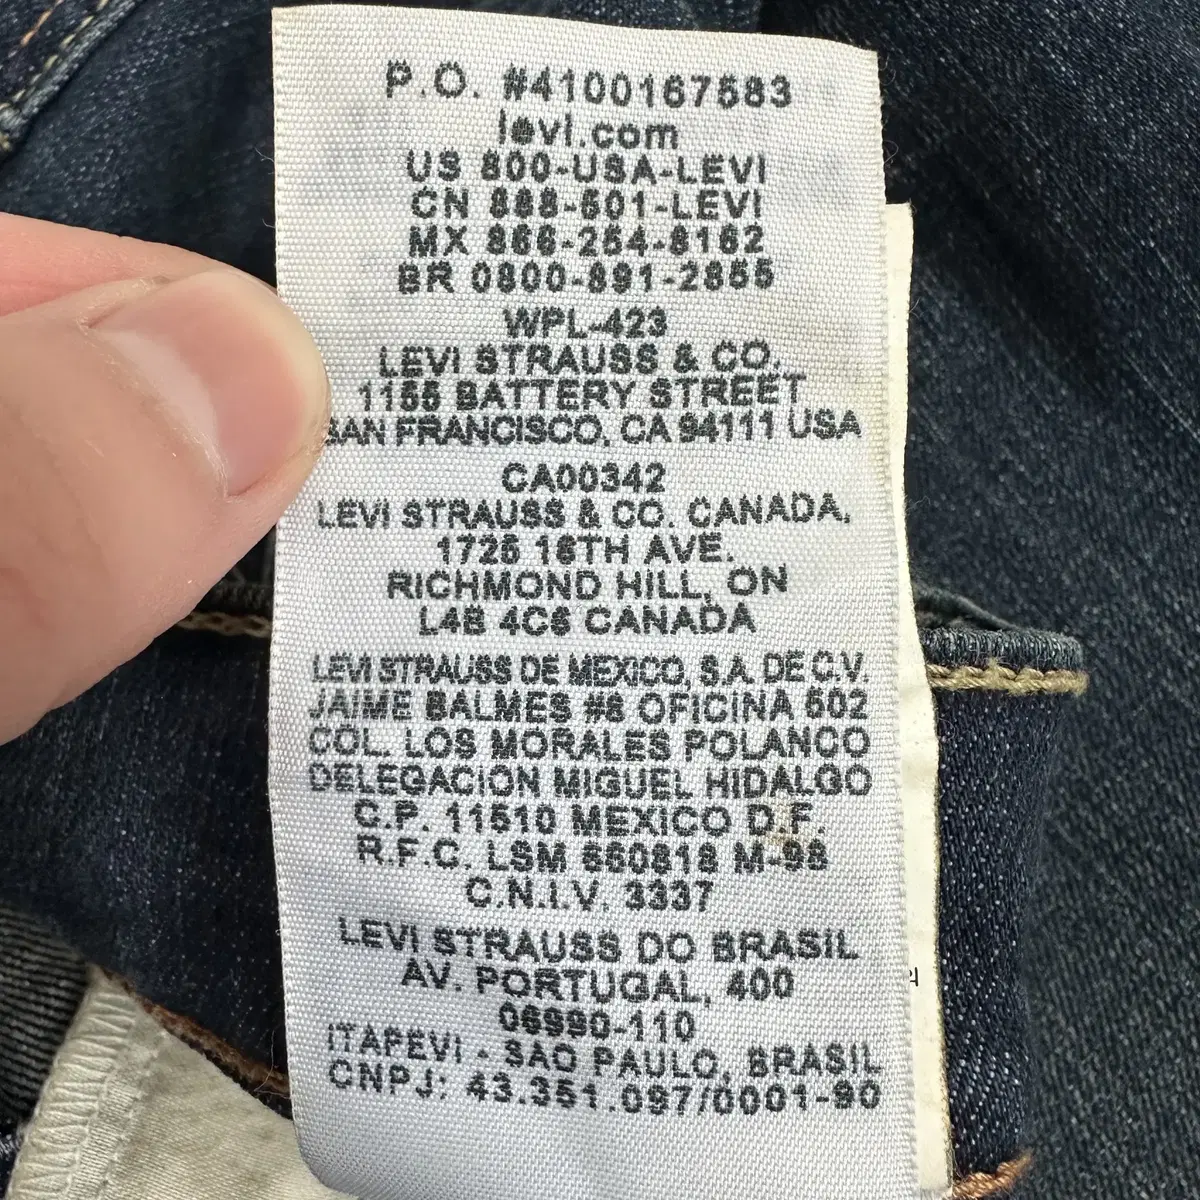 P.O. #4100167583
levi.com
US 800-USA-LEVI
CN 888-501-LEVI
MX 866-254-8162
BR 0800-891-2855
WPL-423
LEVI STRAUSS & CO.
1155 BATTERY STREET
SAN FRANCISCO, CA 94111 USA
CA00342
LEVI STRAUSS & CO. CANADA,
1725 16TH AVE.
RICHMOND HILL, ON
L4B 4C6 CANADA
LEVI STRAUSS DE MEXICO, S.A. DE C.V.
JAIME BALMES #8 OFICINA 502
COL. LOS MORALES POLANCO
DELEGACION MIGUEL HIDALGO
C.P. 11510 MEXICO D.F.
R.F.C. LSM 650818 M-98
C.N.I.V. 3337
LEVI STRAUSS DO BRASIL
AV. PORTUGAL, 400
06690-110
ITAPEVI - SAO PAULO, BRASIL
CNPJ: 43.351.097/0001-90